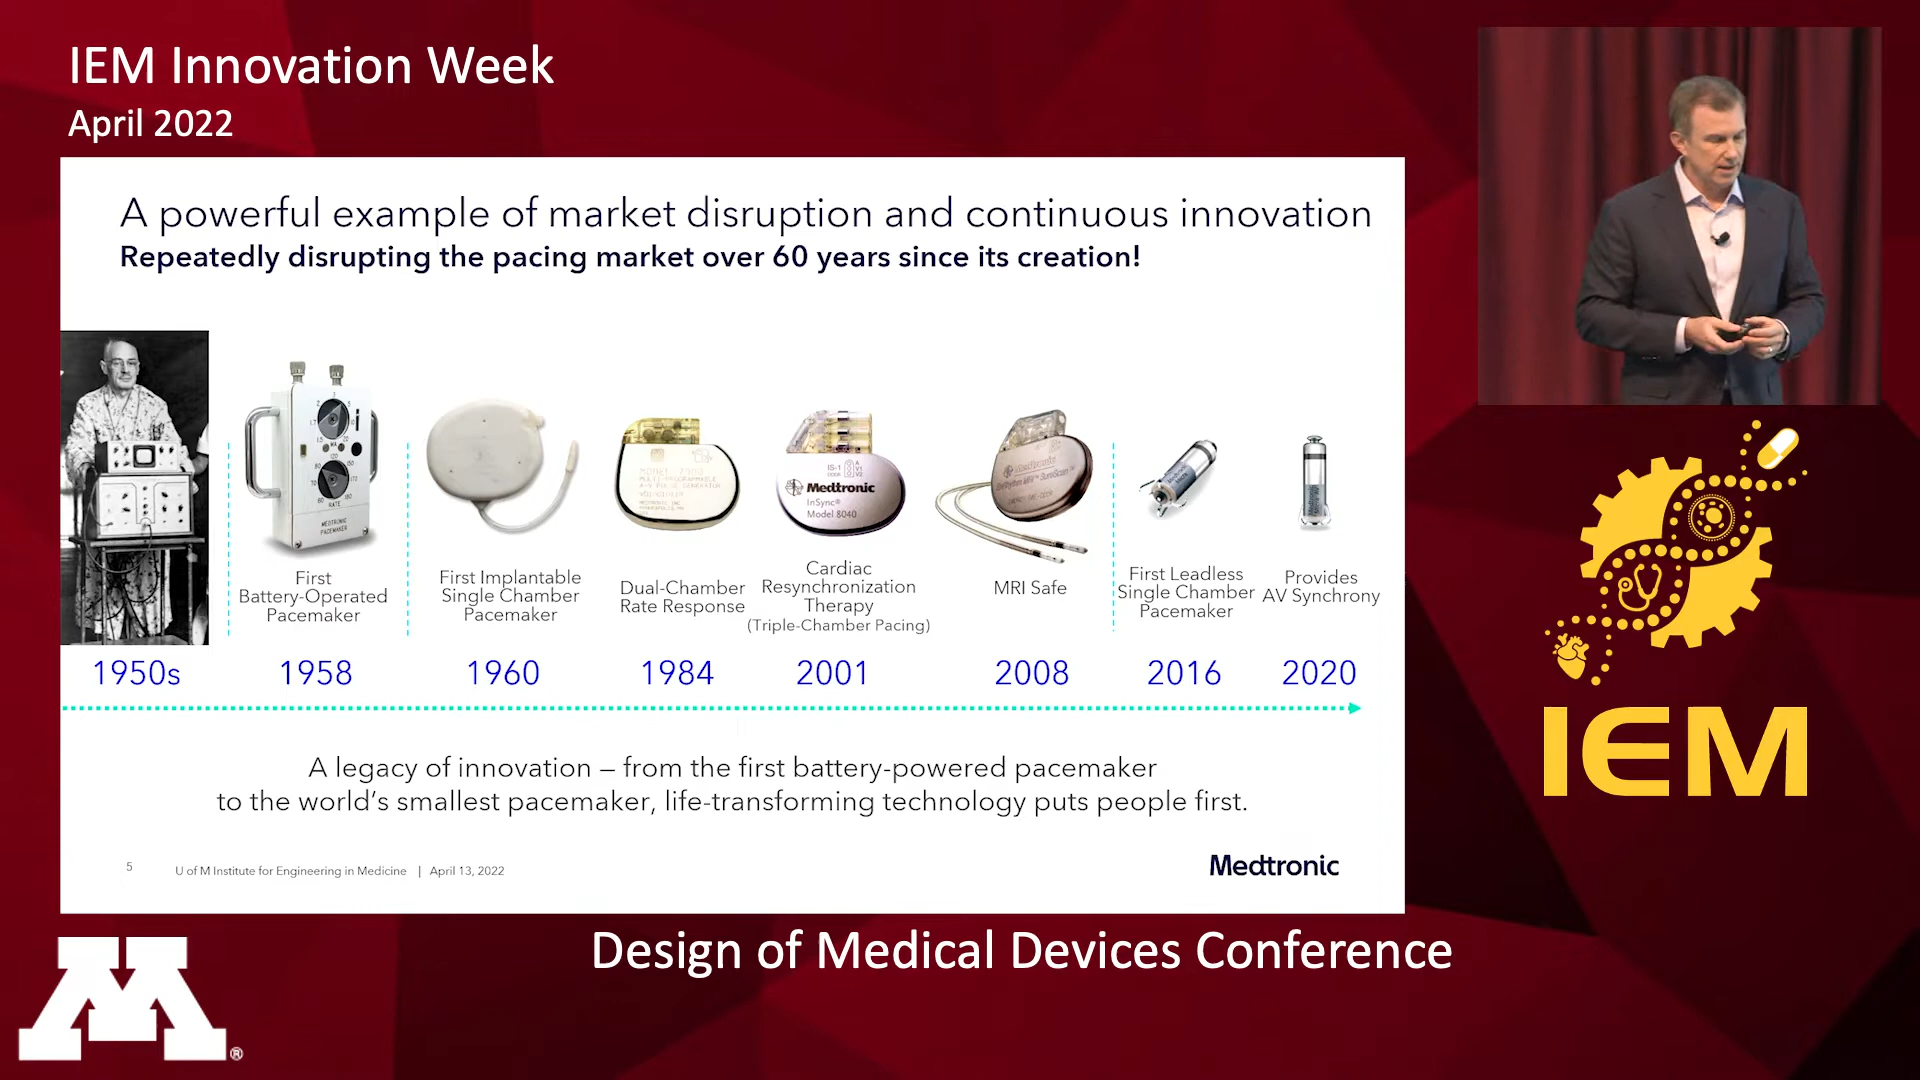 IEM Innovation Week
April 2022
A powerful example of market disruption and continuous innovation
Repeatedly disrupting the pacing market over 60 years since its creation!
MEDTRONIC
PACEMAKER
RATE
Medtronic
InSync®
Model 8040
IS-1
First
Battery-Operated
Pacemaker
First Implantable
Single Chamber
Pacemaker
Dual-Chamber
Rate Response
Cardiac
Resynchronization
Therapy
(Triple-Chamber Pacing)
MRI Safe
First Leadless
Single Chamber
Pacemaker
Provides
AV Synchrony
1950s
1958
1960
1984
2001
2008
2016
2020
A legacy of innovation – from the first battery-powered pacemaker
to the world's smallest pacemaker, life-transforming technology puts people first.
5
U of M Institute for Engineering in Medicine | April 13, 2022
Medtronic
IEM
Design of Medical Devices Conference
M®